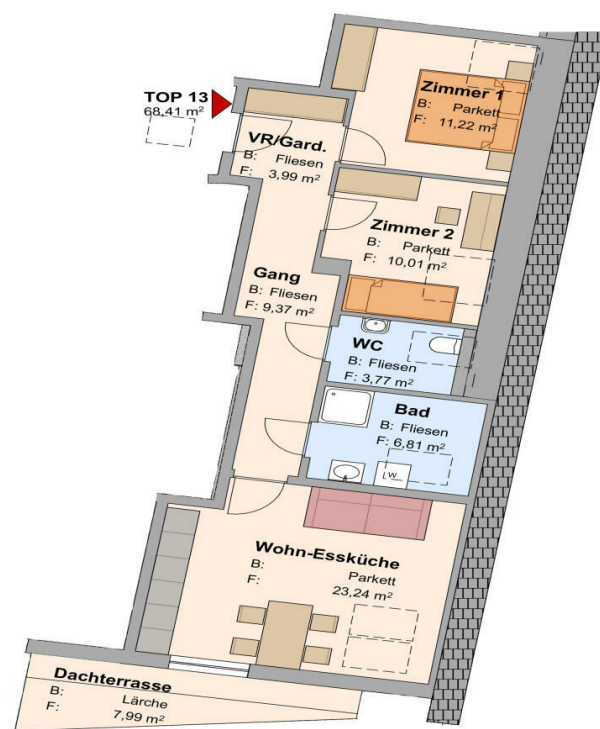 TOP 13
68,41 m²
Zimmer 1
B: Parkett
F: 11,22 m²
VR/Gard.
B: Fliesen
F: 3,99 m²
Zimmer 2
B: Parkett
F: 10,01 m²
Gang
B: Fliesen
F: 9,37 m²
WC
B: Fliesen
F: 3,77 m²
Bad
B: Fliesen
F: 6,81 m²
W
Wohn-Essküche
B: Parkett
F: 23,24 m²
Dachterrasse
B: Lärche
F: 7,99 m²